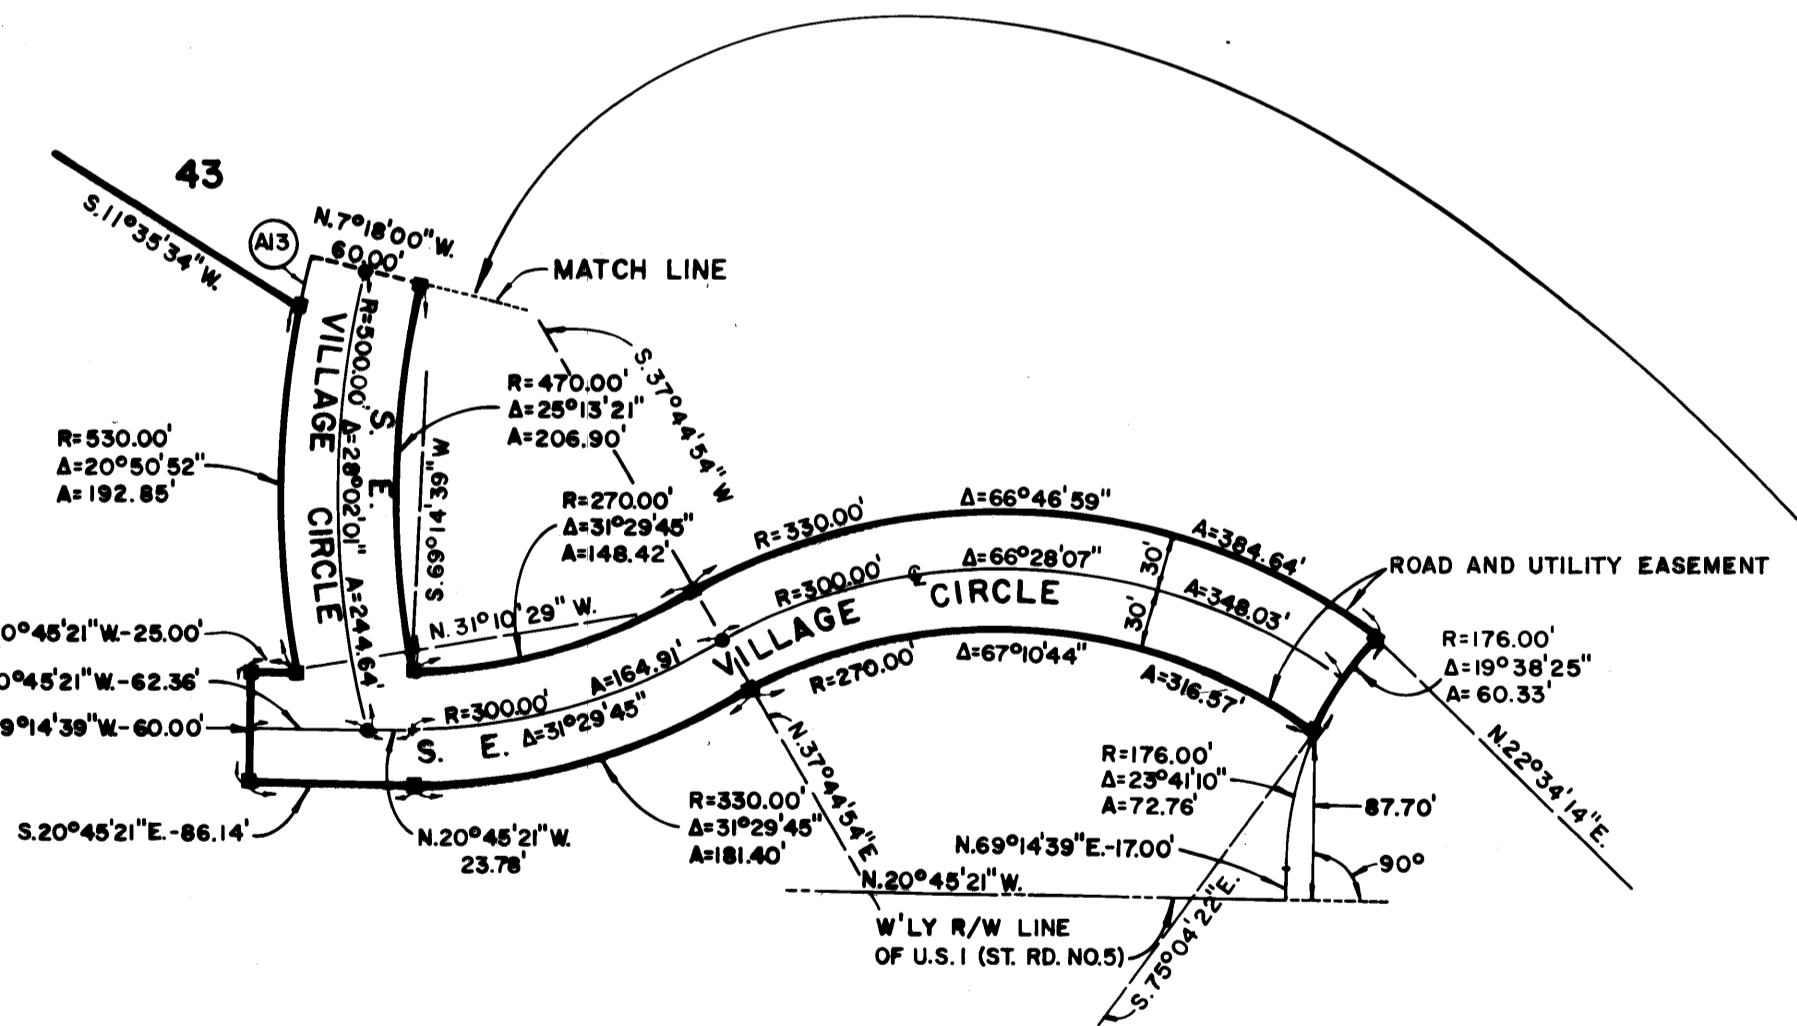 43
S.11°35'34"W.
A13
N.7°18'00"W.
60.00'
MATCH LINE
R=500.00' Δ=28°02'01" A=244.64'
VILLAGE CIRCLE
S. E.
R=530.00'
Δ=20°50'52"
A=192.85'
R=470.00'
Δ=25°13'21"
A=206.90'
S.37°44'54"W
S.69°14'39"W
R=270.00'
Δ=31°29'45"
A=148.42'
N.31°10'29"W.
R=330.00'
Δ=66°46'59"
A=384.64'
R=300.00'
℄
Δ=66°28'07"
A=348.03'
30'
30'
ROAD AND UTILITY EASEMENT
0°45'21"W.-25.00'
0°45'21"W.-62.36'
9°14'39"W.-60.00'
S.20°45'21"E.-86.14'
N.20°45'21"W.
23.78'
R=300.00'
A=164.91'
Δ=31°29'45"
S. E. VILLAGE CIRCLE
R=270.00'
Δ=67°10'44"
A=316.57'
R=176.00'
Δ=19°38'25"
A=60.33'
N.22°34'14"E.
R=330.00'
Δ=31°29'45"
A=181.40'
N.37°44'54"E
R=176.00'
Δ=23°41'10"
A=72.76'
87.70'
N.69°14'39"E.-17.00'
90°
N.20°45'21"W.
W'LY R/W LINE
OF U.S.1 (ST. RD. NO.5)
S.75°04'22"E.